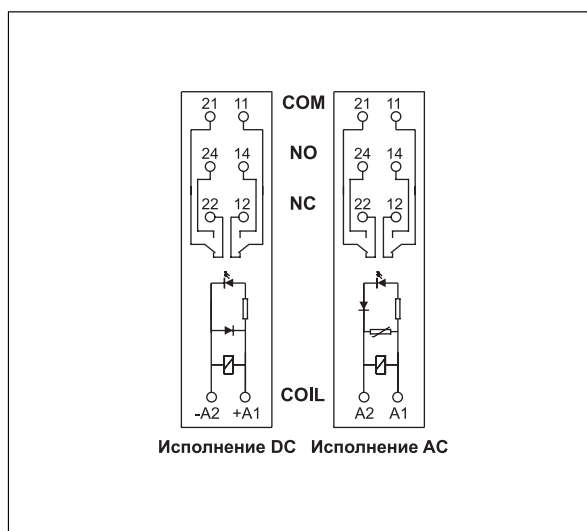 21 11 COM 21 11
24 14 NO 24 14
22 12 NC 22 12
-A2 +A1 COIL A2 A1
Исполнение DC Исполнение AC